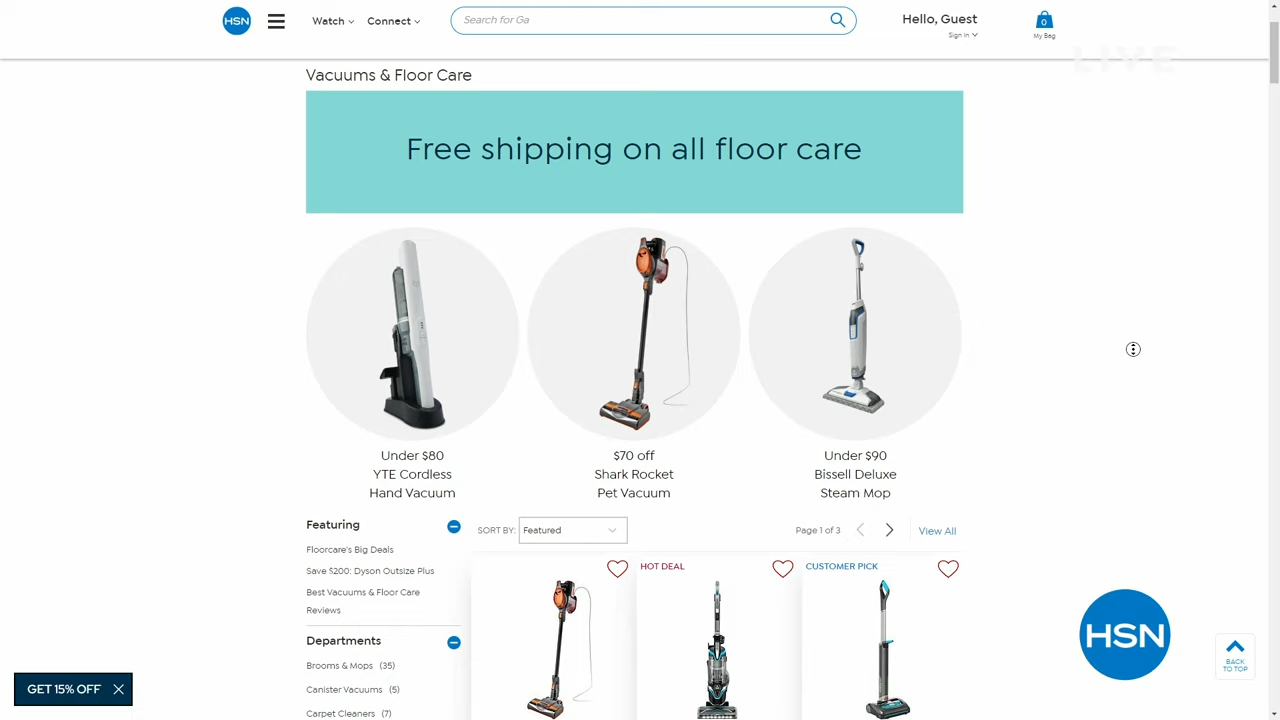 HSN
Watch
Connect
Search for Ga
Hello, Guest
Sign In
0
My Bag
LIVE
Vacuums & Floor Care
Free shipping on all floor care
Under $80
YTE Cordless
Hand Vacuum
$70 off
Shark Rocket
Pet Vacuum
Under $90
Bissell Deluxe
Steam Mop
Featuring
Floorcare's Big Deals
Save $200: Dyson Outsize Plus
Best Vacuums & Floor Care
Reviews
Departments
Brooms & Mops (35)
Canister Vacuums (5)
Carpet Cleaners (7)
SORT BY: Featured
Page 1 of 3
View All
HOT DEAL
CUSTOMER PICK
HSN
BACK
TO TOP
GET 15% OFF